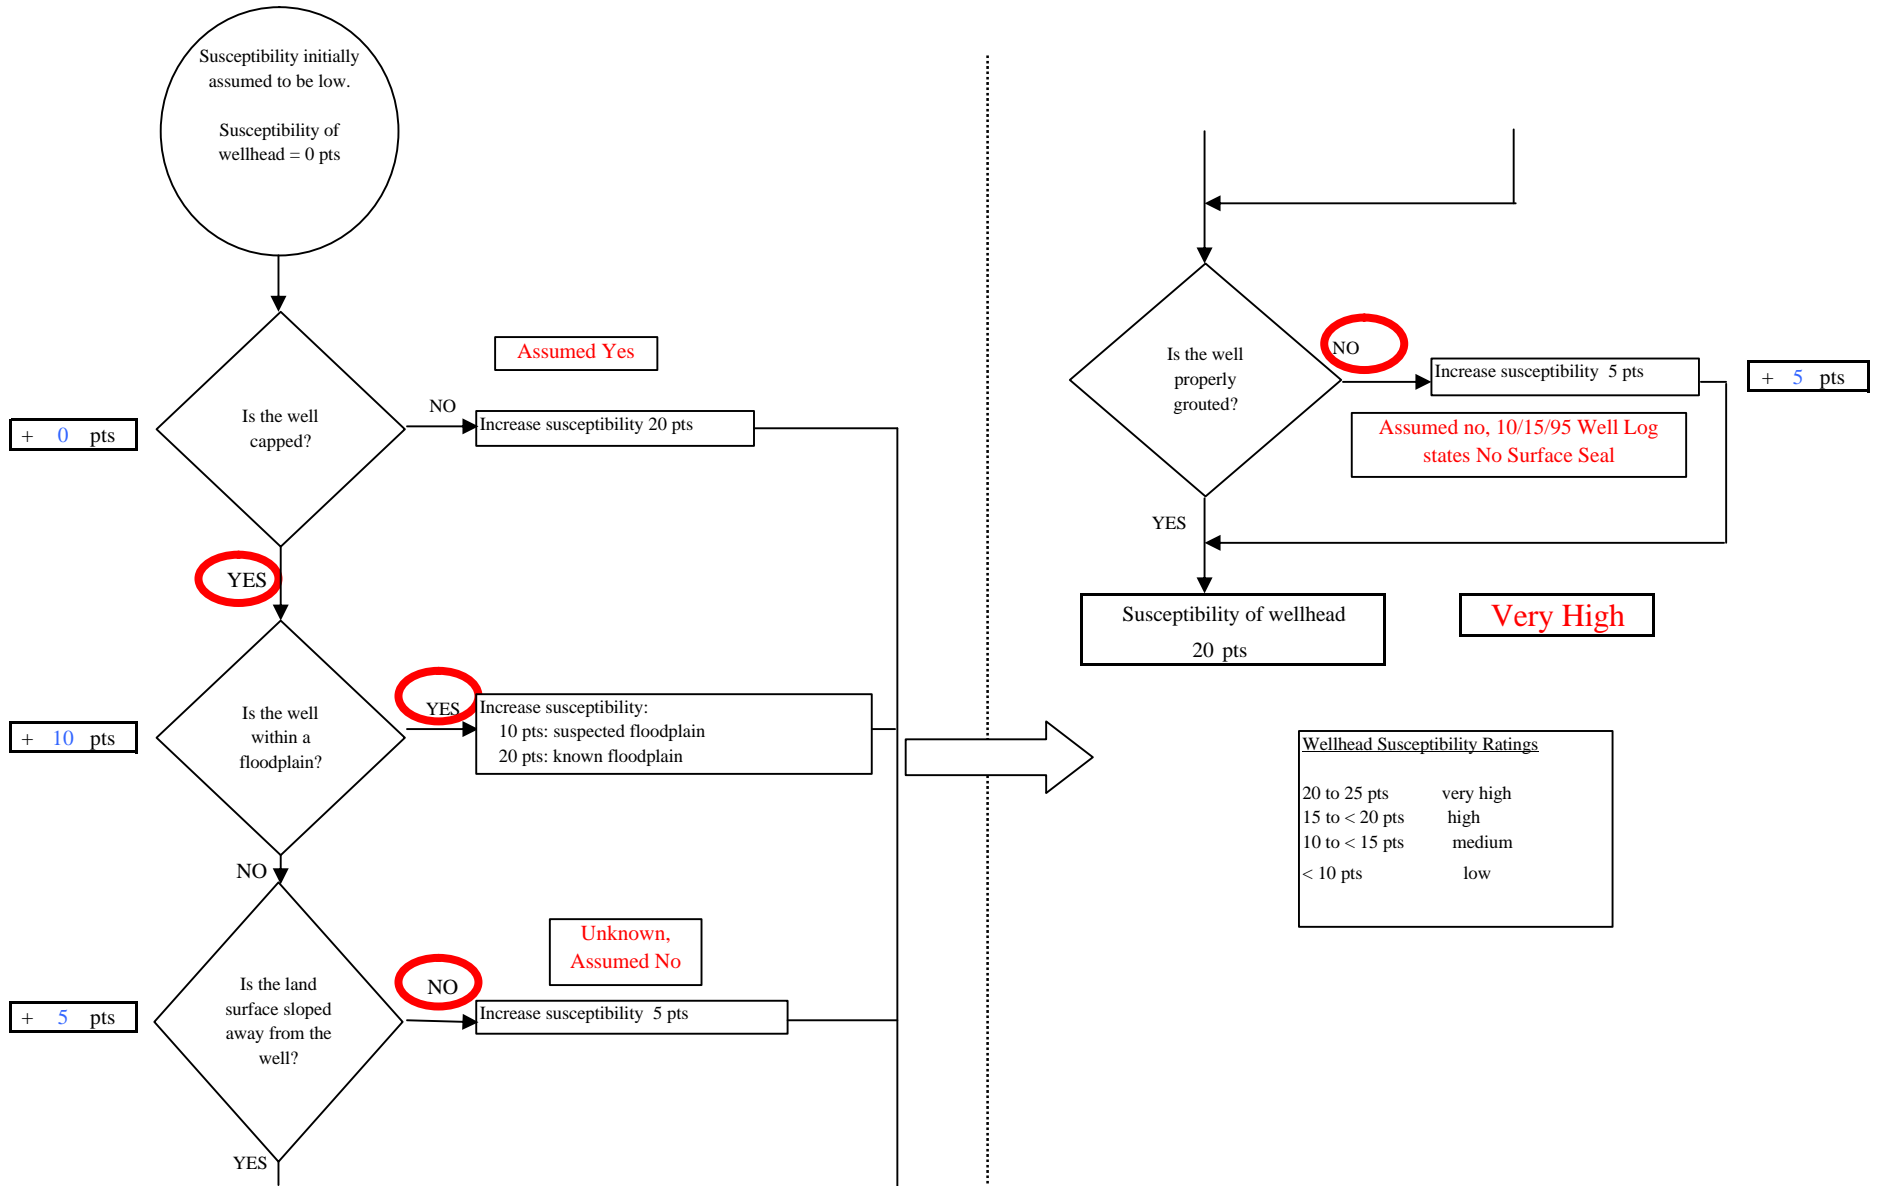 Susceptibility initially
assumed to be low.
Susceptibility of
wellhead = 0 pts
Assumed Yes
Is the well
capped?
NO
Increase susceptibility 20 pts
+ 0 pts
YES
Is the well
within a
floodplain?
YES
Increase susceptibility:
10 pts: suspected floodplain
20 pts: known floodplain
+ 10 pts
NO
Unknown,
Assumed No
Is the land
surface sloped
away from the
well?
NO
Increase susceptibility 5 pts
+ 5 pts
YES
Is the well
properly
grouted?
NO
Increase susceptibility 5 pts
+ 5 pts
Assumed no, 10/15/95 Well Log
states No Surface Seal
YES
Susceptibility of wellhead
20 pts
Very High
Wellhead Susceptibility Ratings
20 to 25 pts very high
15 to < 20 pts high
10 to < 15 pts medium
< 10 pts low